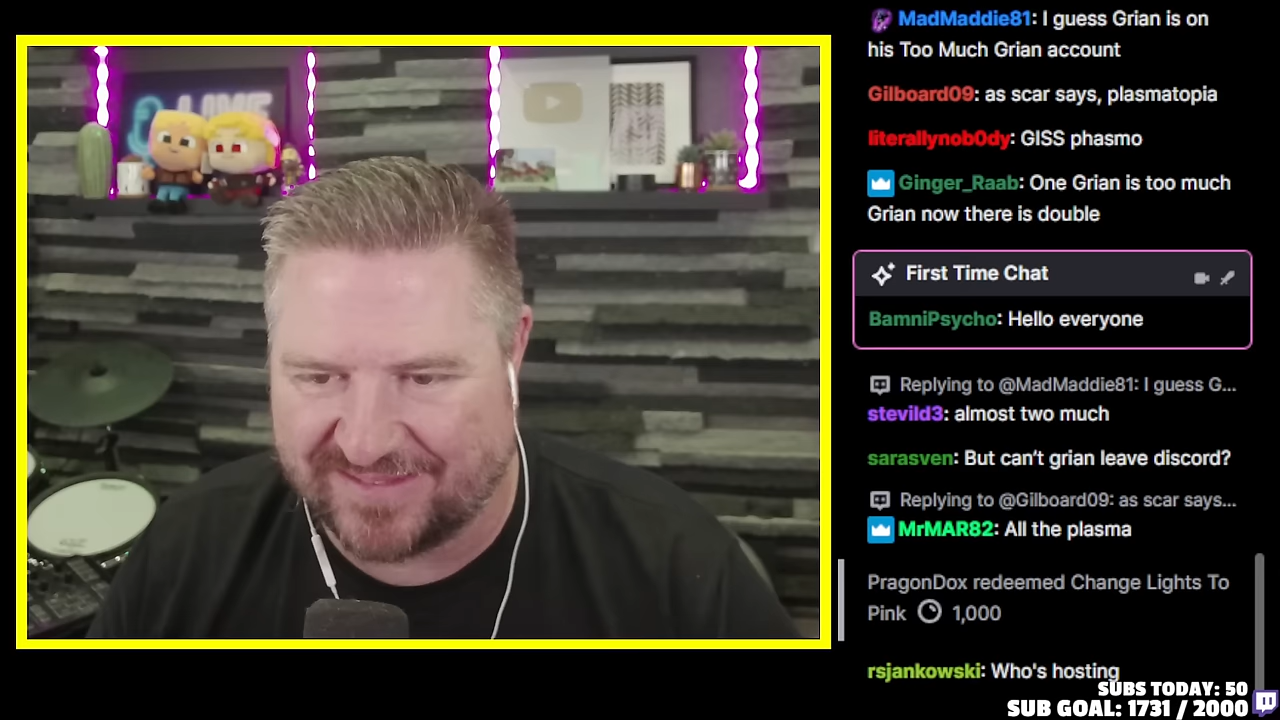 LIVE
MadMaddie81: I guess Grian is on
his Too Much Grian account
Gilboard09: as scar says, plasmatopia
literallynob0dy: GISS phasmo
Ginger_Raab: One Grian is too much
Grian now there is double
First Time Chat
BamniPsycho: Hello everyone
Replying to @MadMaddie81: I guess G...
stevild3: almost two much
sarasven: But can't grian leave discord?
Replying to @Gilboard09: as scar says...
MrMAR82: All the plasma
PragonDox redeemed Change Lights To
Pink 1,000
rsjankowski: Who's hosting
SUBS TODAY: 50
SUB GOAL: 1731 / 2000